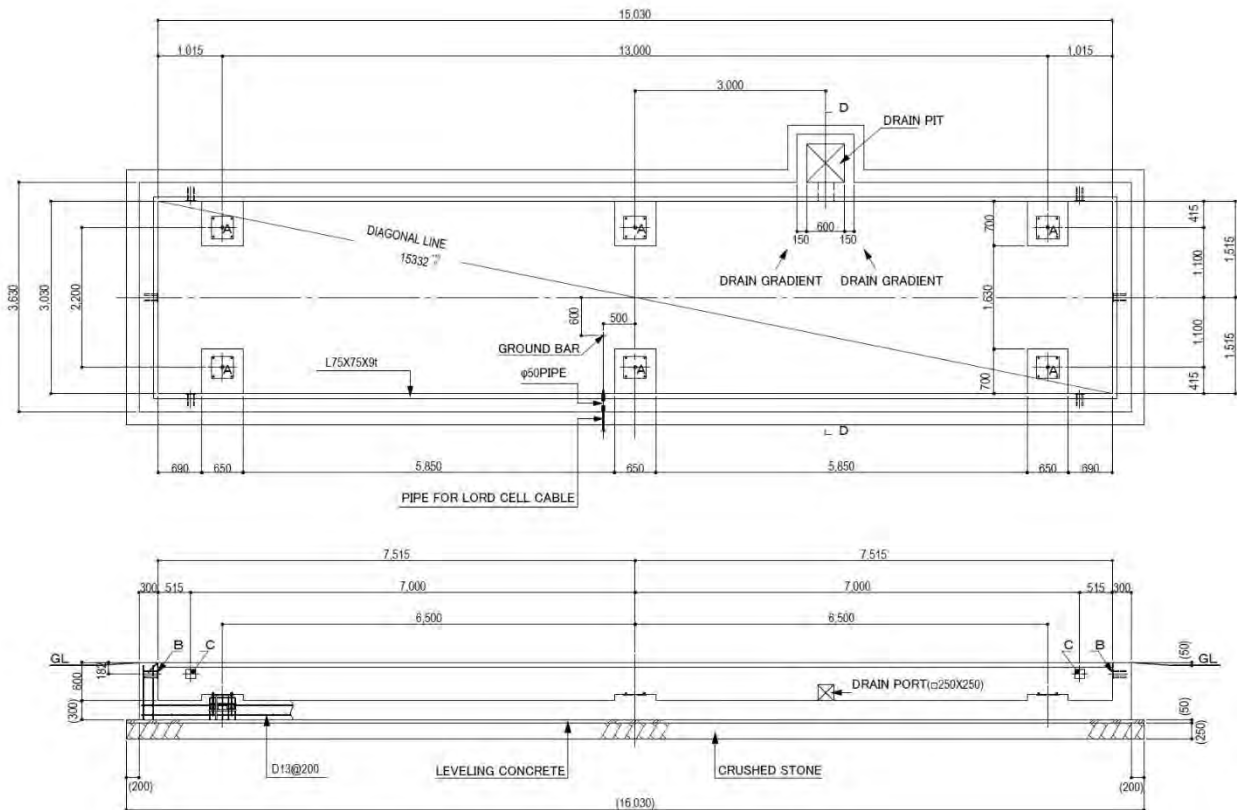 15,030
1,015
13,000
1,015
3,000
D
DRAIN PIT
A
A
A
DIAGONAL LINE
15332
150
600
150
DRAIN GRADIENT
DRAIN GRADIENT
700
1,630
700
415
1,100
1,100
415
1,515
1,515
3,630
3,030
2,200
600
500
GROUND BAR
φ50PIPE
L75X75X9t
A
A
A
D
690
650
5,850
650
5,850
650
690
PIPE FOR LORD CELL CABLE
7,515
7,515
300
515
7,000
7,000
515
300
6,500
6,500
B
C
C
B
GL
GL
182
600
(300)
(50)
(50)
(250)
DRAIN PORT(□250X250)
D13@200
LEVELING CONCRETE
CRUSHED STONE
(200)
(200)
(16,030)